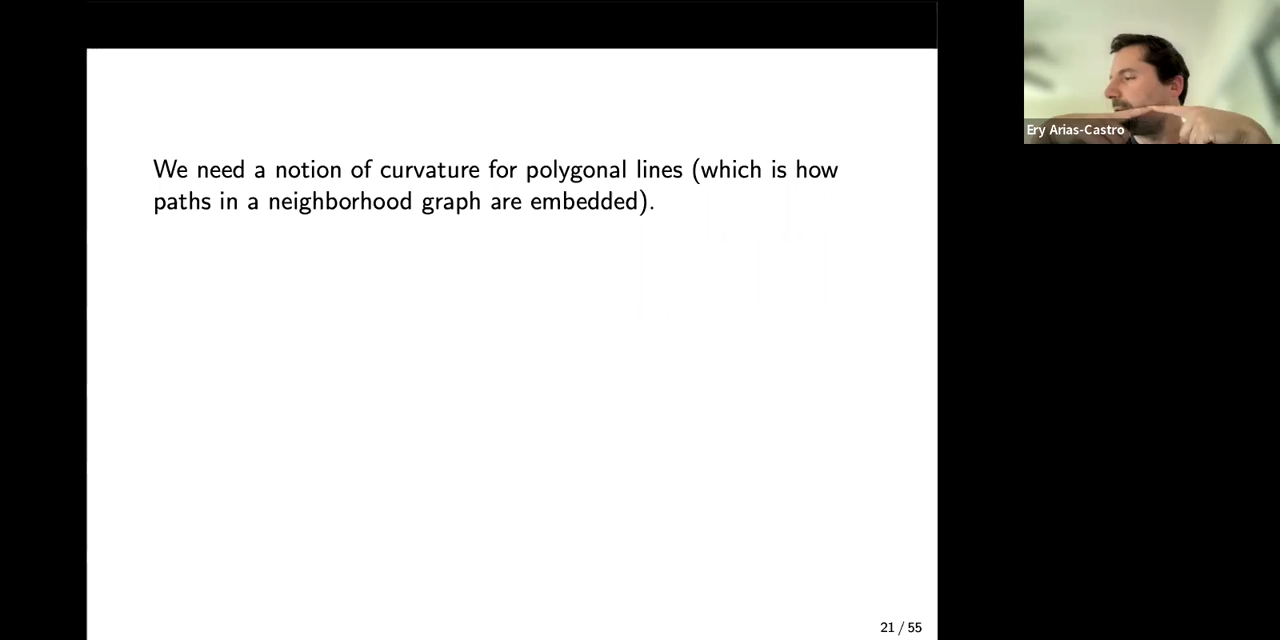 We need a notion of curvature for polygonal lines (which is how
paths in a neighborhood graph are embedded).
21 / 55
Ery Arias-Castro